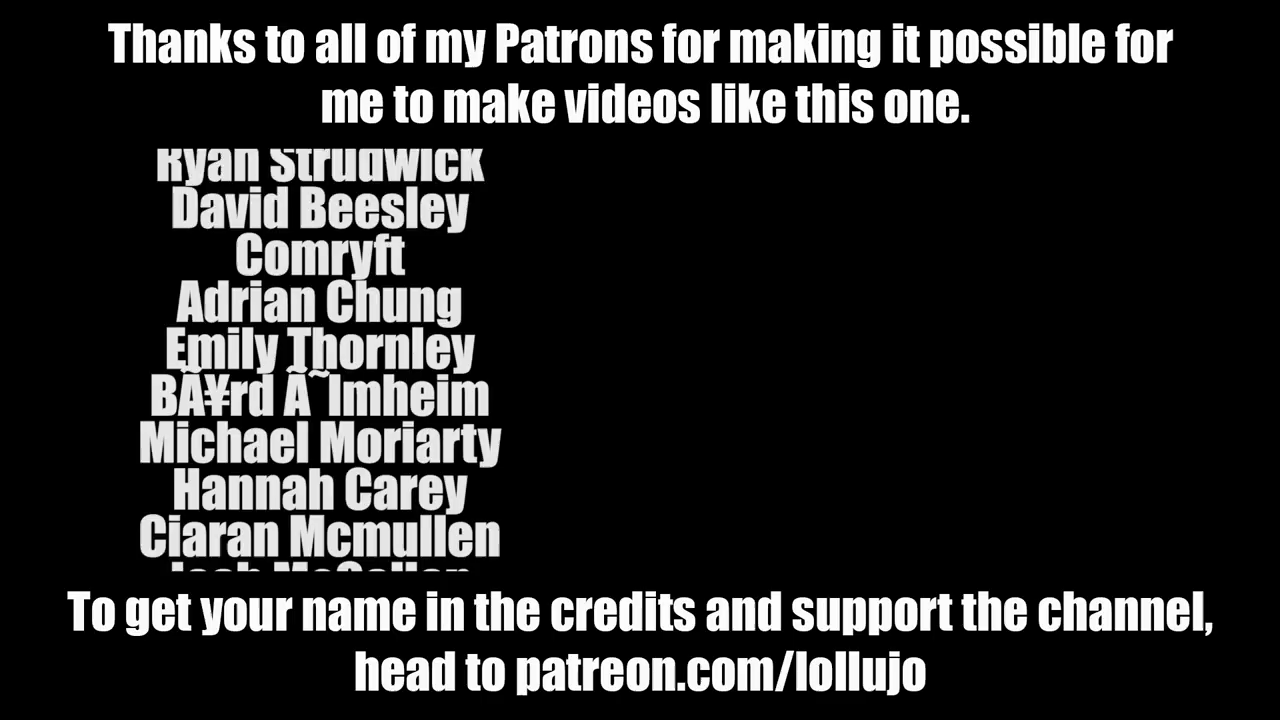 Thanks to all of my Patrons for making it possible for
me to make videos like this one.
Ryan Strudwick
David Beesley
Comryft
Adrian Chung
Emily Thornley
BÃ¥rd Ã˜lmheim
Michael Moriarty
Hannah Carey
Ciaran Mcmullen
To get your name in the credits and support the channel,
head to patreon.com/lollujo